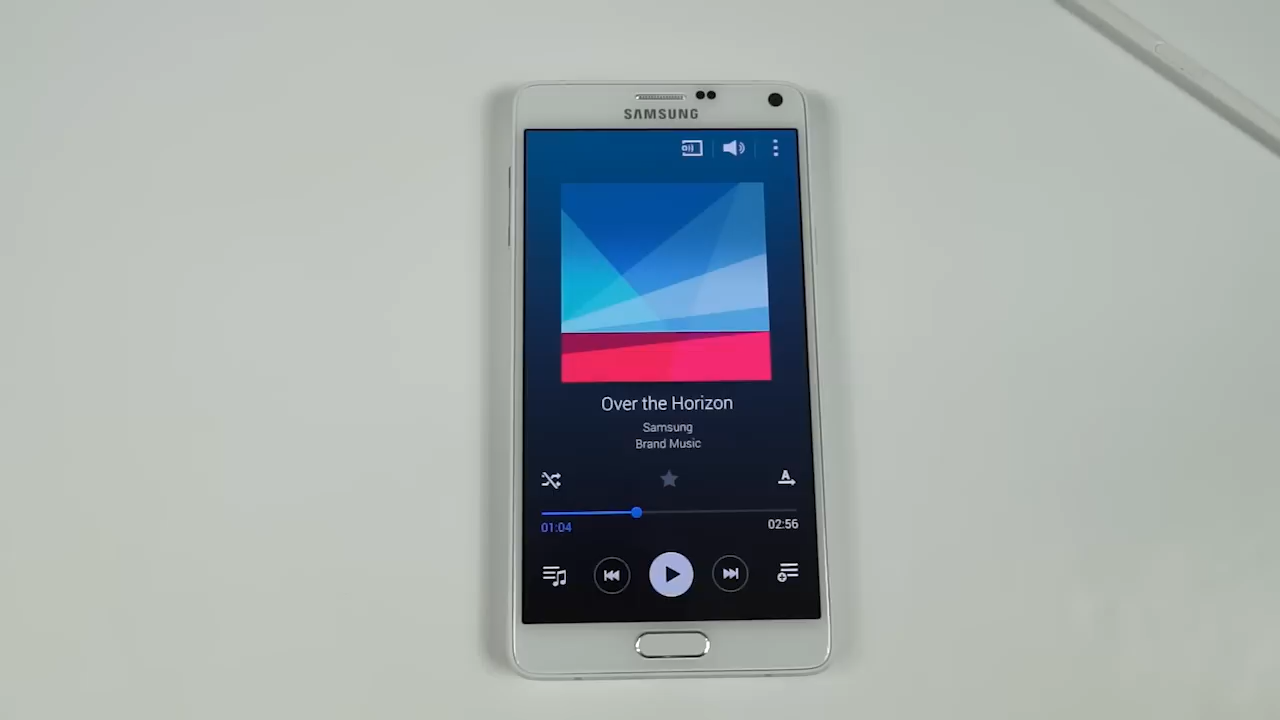 SAMSUNG
Over the Horizon
Samsung
Brand Music
A
01:04
02:56